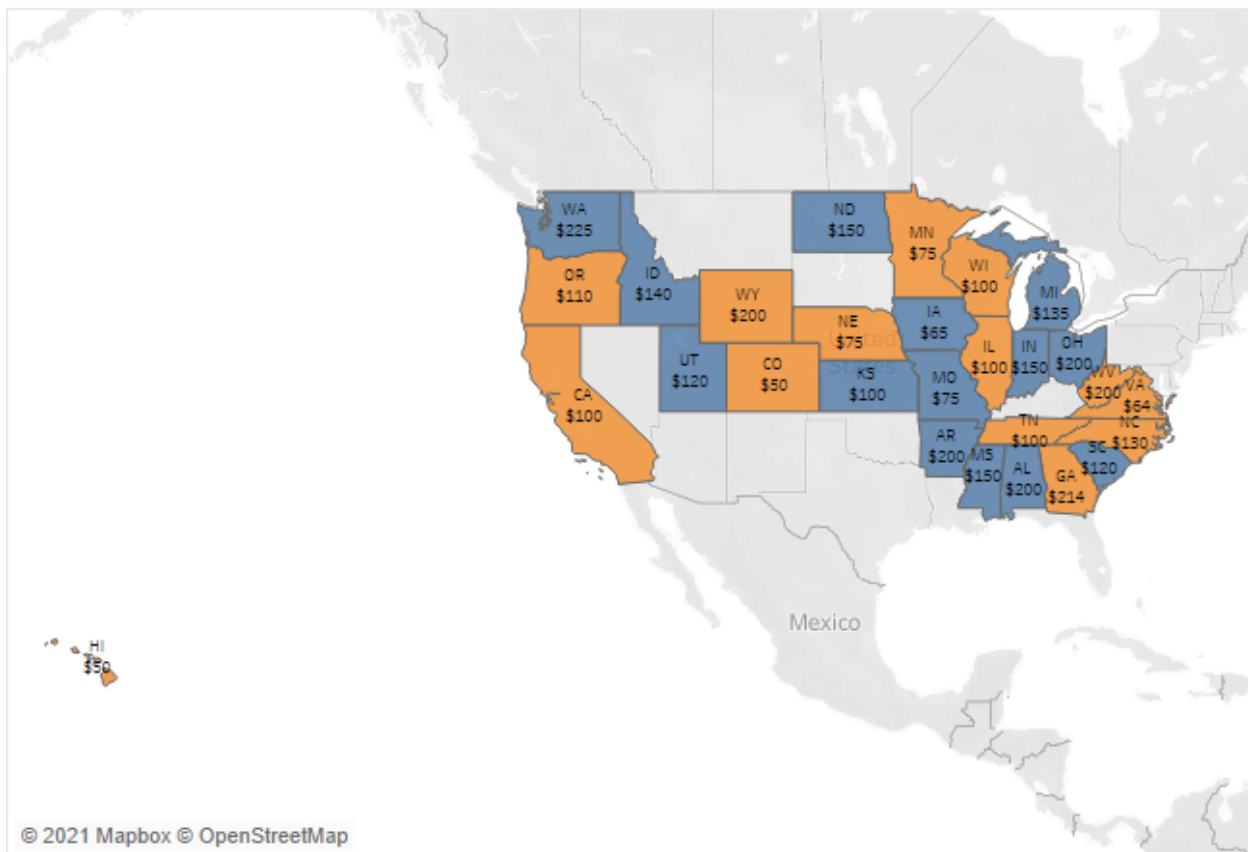 WA
$225
ND
$150
MN
$75
WI
$100
OR
$110
ID
$140
MI
$135
WY
$200
NE
$75
IA
$65
United
States
UT
$120
CO
$50
KS
$100
MO
$75
IL
$100
IN
$150
OH
$200
WV
$200
VA
$64
CA
$100
TN
$100
NC
$130
AR
$200
MS
$150
AL
$200
GA
$214
SC
$120
Mexico
HI
$50
© 2021 Mapbox © OpenStreetMap